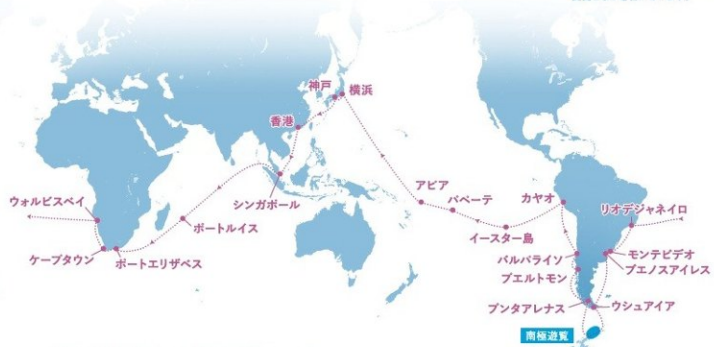 神戸
横浜
香港
シンガポール
ポートルイス
ウォルビスベイ
ケープタウン
ポートエリザベス
アピア
パペーテ
イースター島
カヤオ
リオデジャネイロ
バルパライソ
プエルトモン
モンテビデオ
ブエノスアイレス
プンタアレナス
ウシュアイア
南極遊覧